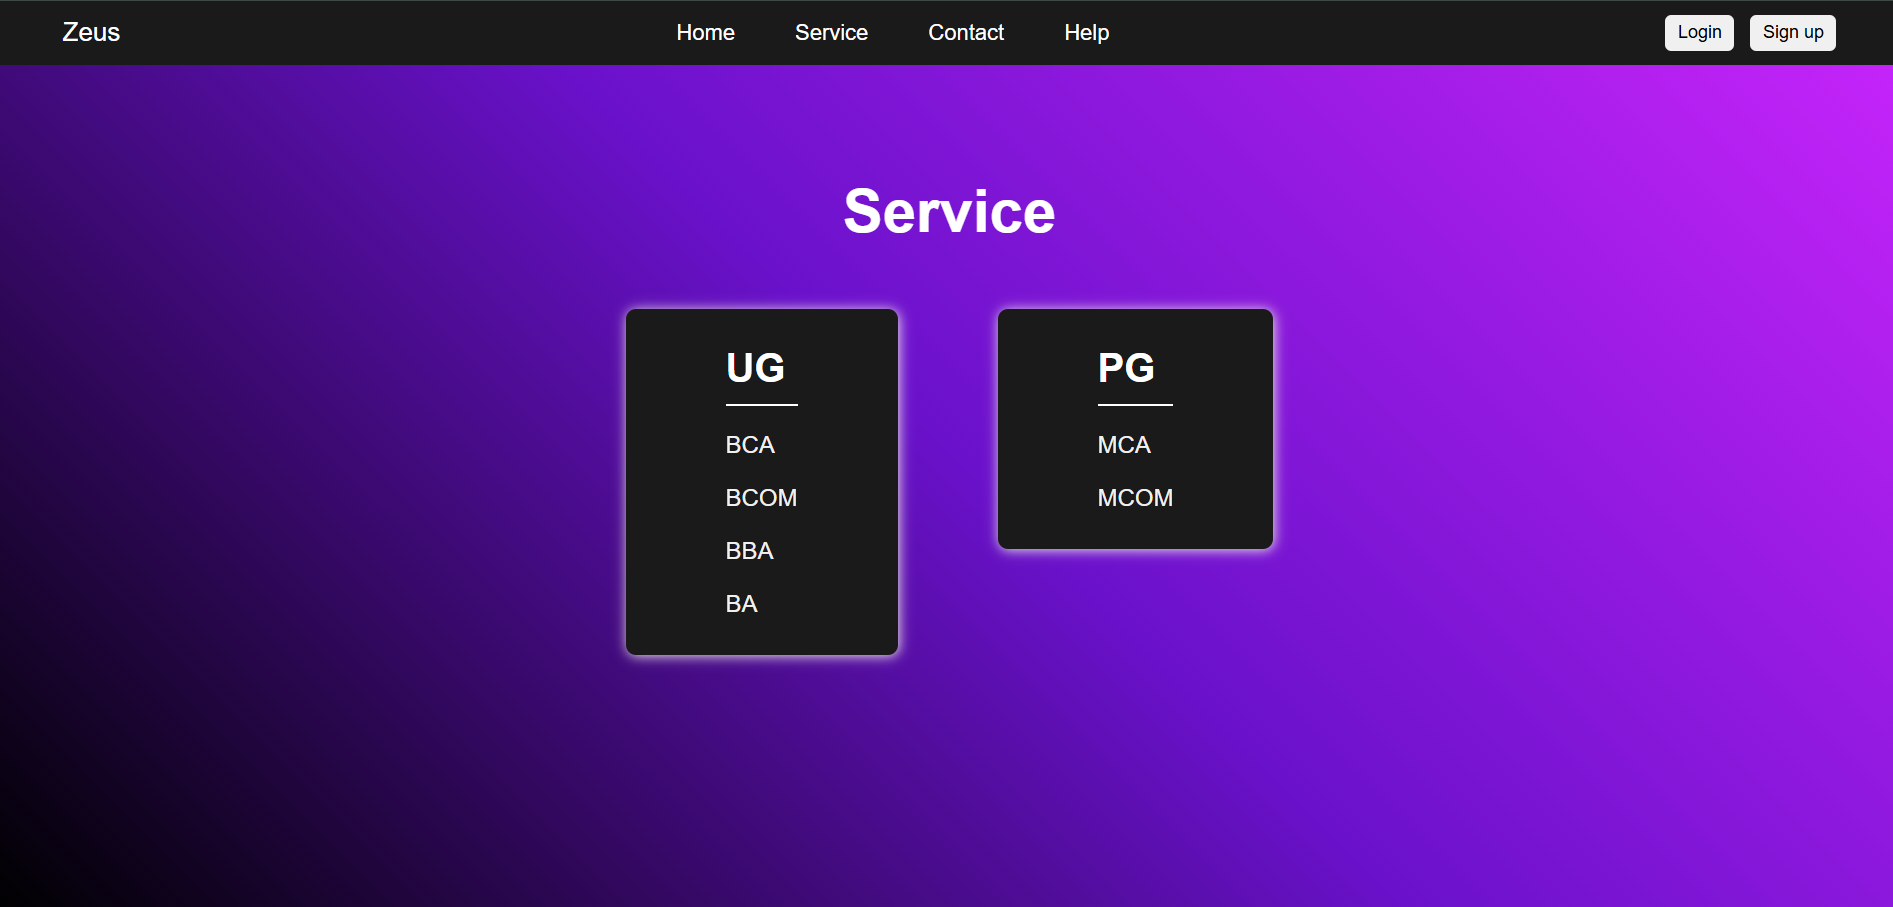 Zeus Home Service Contact Help Login Sign up
Service
UG
BCA
BCOM
BBA
BA
PG
MCA
MCOM